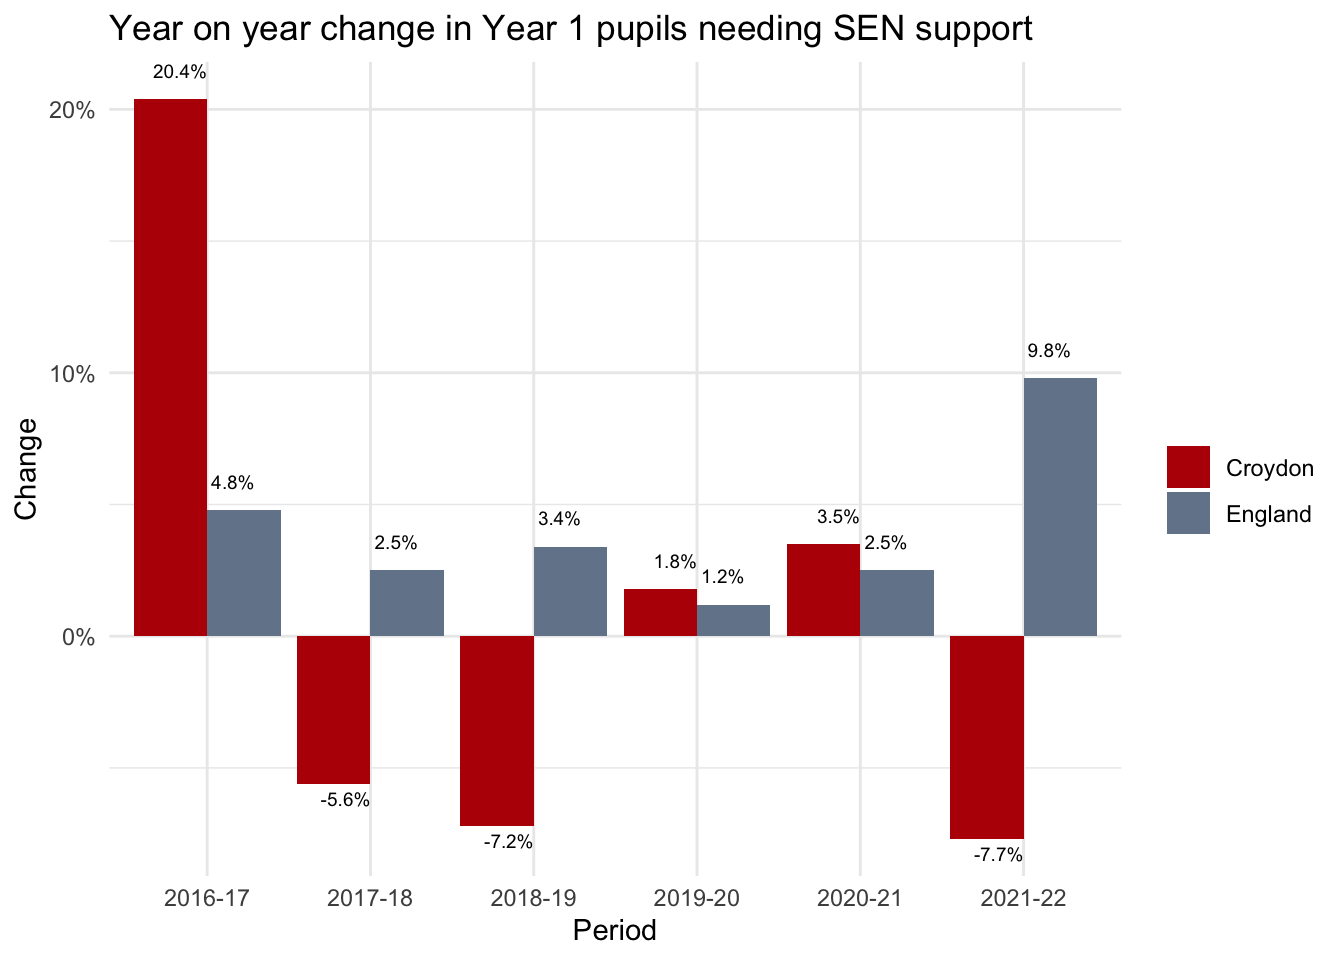 Year on year change in Year 1 pupils needing SEN support
20.4%
20%
9.8%
10%
4.8%
3.5%
3.4%
2.5%
2.5%
1.8%
1.2%
0%
-5.6%
-7.2%
-7.7%
Change
Croydon
England
2016-17 2017-18 2018-19 2019-20 2020-21 2021-22
Period